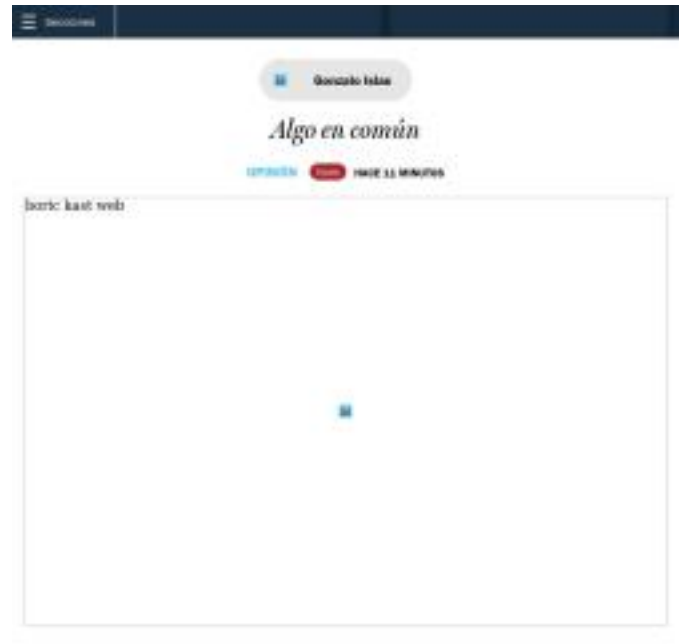 Secciones
Gonzalo Islas
Algo en común
OPINIÓN HACE 11 MINUTOS
boric kast web